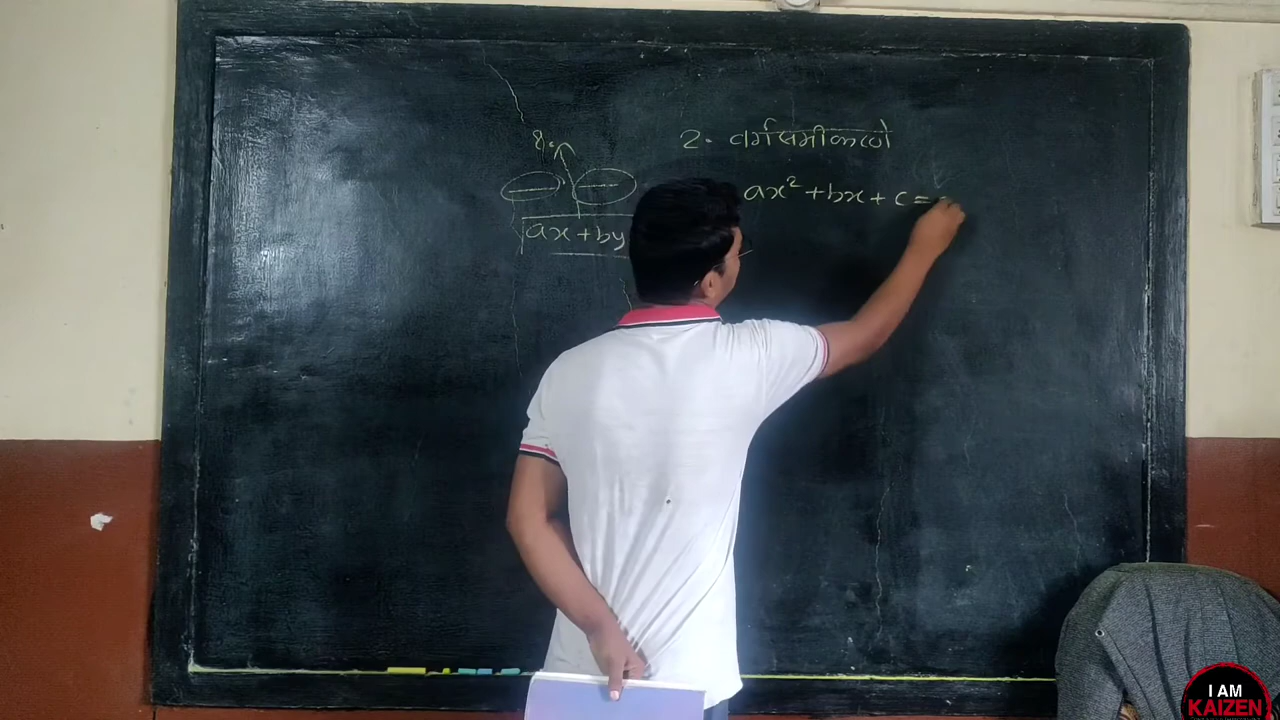 १.
ax + by
2. वर्गसमीकरणे
ax² + bx + c =
I AM
KAIZEN